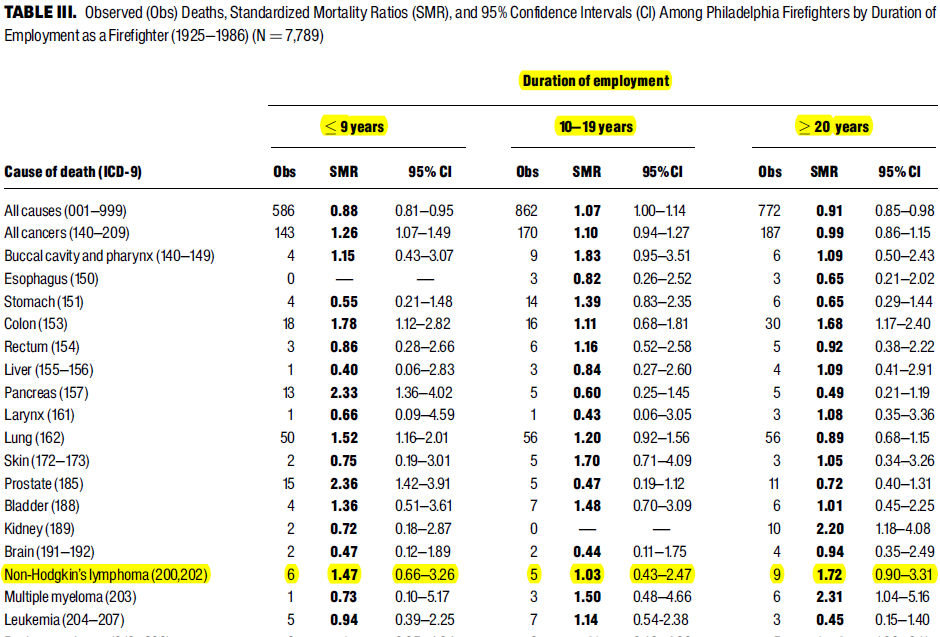 TABLE III. Observed (Obs) Deaths, Standardized Mortality Ratios (SMR), and 95% Confidence Intervals (CI) Among Philadelphia Firefighters by Duration of
Employment as a Firefighter (1925–1986) (N = 7,789)
Duration of employment
≤ 9 years 10–19 years ≥ 20 years
Cause of death (ICD-9) Obs SMR 95% CI Obs SMR 95% CI Obs SMR 95% CI
All causes (001–999) 586 0.88 0.81–0.95 862 1.07 1.00–1.14 772 0.91 0.85–0.98
All cancers (140–209) 143 1.26 1.07–1.49 170 1.10 0.94–1.27 187 0.99 0.86–1.15
Buccal cavity and pharynx (140–149) 4 1.15 0.43–3.07 9 1.83 0.95–3.51 6 1.09 0.50–2.43
Esophagus (150) 0 — — 3 0.82 0.26–2.52 3 0.65 0.21–2.02
Stomach (151) 4 0.55 0.21–1.48 14 1.39 0.83–2.35 6 0.65 0.29–1.44
Colon (153) 18 1.78 1.12–2.82 16 1.11 0.68–1.81 30 1.68 1.17–2.40
Rectum (154) 3 0.86 0.28–2.66 6 1.16 0.52–2.58 5 0.92 0.38–2.22
Liver (155–156) 1 0.40 0.06–2.83 3 0.84 0.27–2.60 4 1.09 0.41–2.91
Pancreas (157) 13 2.33 1.36–4.02 5 0.60 0.25–1.45 5 0.49 0.21–1.19
Larynx (161) 1 0.66 0.09–4.59 1 0.43 0.06–3.05 3 1.08 0.35–3.36
Lung (162) 50 1.52 1.16–2.01 56 1.20 0.92–1.56 56 0.89 0.68–1.15
Skin (172–173) 2 0.75 0.19–3.01 5 1.70 0.71–4.09 3 1.05 0.34–3.26
Prostate (185) 15 2.36 1.42–3.91 5 0.47 0.19–1.12 11 0.72 0.40–1.31
Bladder (188) 4 1.36 0.51–3.61 7 1.48 0.70–3.09 6 1.01 0.45–2.25
Kidney (189) 2 0.72 0.18–2.87 0 — — 10 2.20 1.18–4.08
Brain (191–192) 2 0.47 0.12–1.89 2 0.44 0.11–1.75 4 0.94 0.35–2.49
Non-Hodgkin's lymphoma (200,202) 6 1.47 0.66–3.26 5 1.03 0.43–2.47 9 1.72 0.90–3.31
Multiple myeloma (203) 1 0.73 0.10–5.17 3 1.50 0.48–4.66 6 2.31 1.04–5.16
Leukemia (204–207) 5 0.94 0.39–2.25 7 1.14 0.54-2.38 3 0.45 0.15–1.40